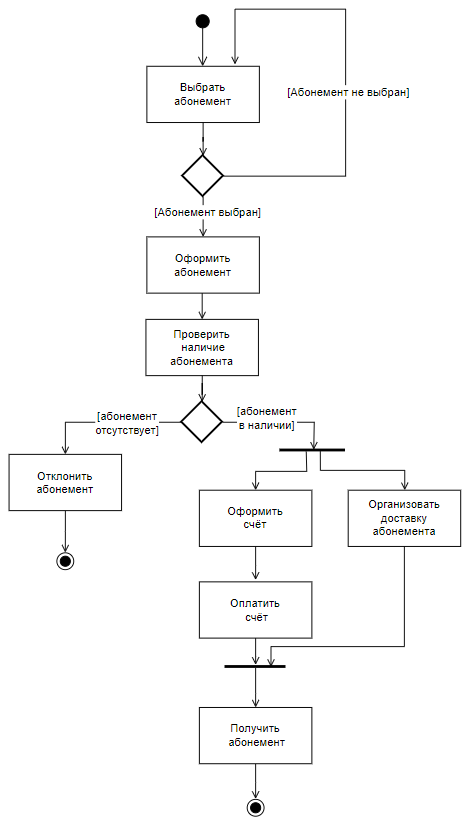 Выбрать
абонемент
[Абонемент не выбран]
[Абонемент выбран]
Оформить
абонемент
Проверить
наличие
абонемента
[абонемент
отсутствует]
[абонемент
в наличии]
Отклонить
абонемент
Оформить
счёт
Организовать
доставку
абонемента
Оплатить
счёт
Получить
абонемент